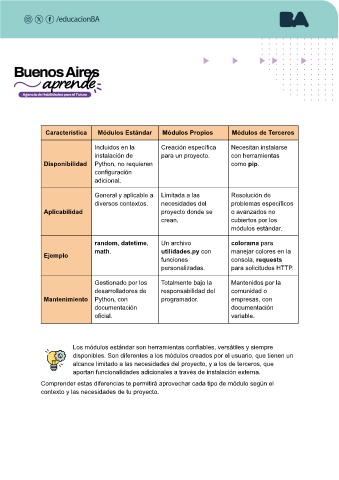 /educacionBA
BA
Buenos Aires
aprende
Agencia de Habilidades para el Futuro
Característica Módulos Estándar Módulos Propios Módulos de Terceros
Disponibilidad
Incluidos en la
instalación de
Python, no requieren
configuración
adicional.
Creación específica
para un proyecto.
Necesitan instalarse
con herramientas
como pip.
Aplicabilidad
General y aplicable a
diversos contextos.
Limitada a las
necesidades del
proyecto donde se
crean.
Resolución de
problemas específicos
o avanzados no
cubiertos por los
módulos estándar.
Ejemplo
random, datetime,
math.
Un archivo
utilidades.py con
funciones
personalizadas.
colorama para
manejar colores en la
consola, requests
para solicitudes HTTP.
Mantenimiento
Gestionado por los
desarrolladores de
Python, con
documentación
oficial.
Totalmente bajo la
responsabilidad del
programador.
Mantenidos por la
comunidad o
empresas, con
documentación
variable.
Los módulos estándar son herramientas confiables, versátiles y siempre
disponibles. Son diferentes a los módulos creados por el usuario, que tienen un
alcance limitado a las necesidades del proyecto, y a los de terceros, que
aportan funcionalidades adicionales a través de instalación externa.
Comprender estas diferencias te permitirá aprovechar cada tipo de módulo según el
contexto y las necesidades de tu proyecto.